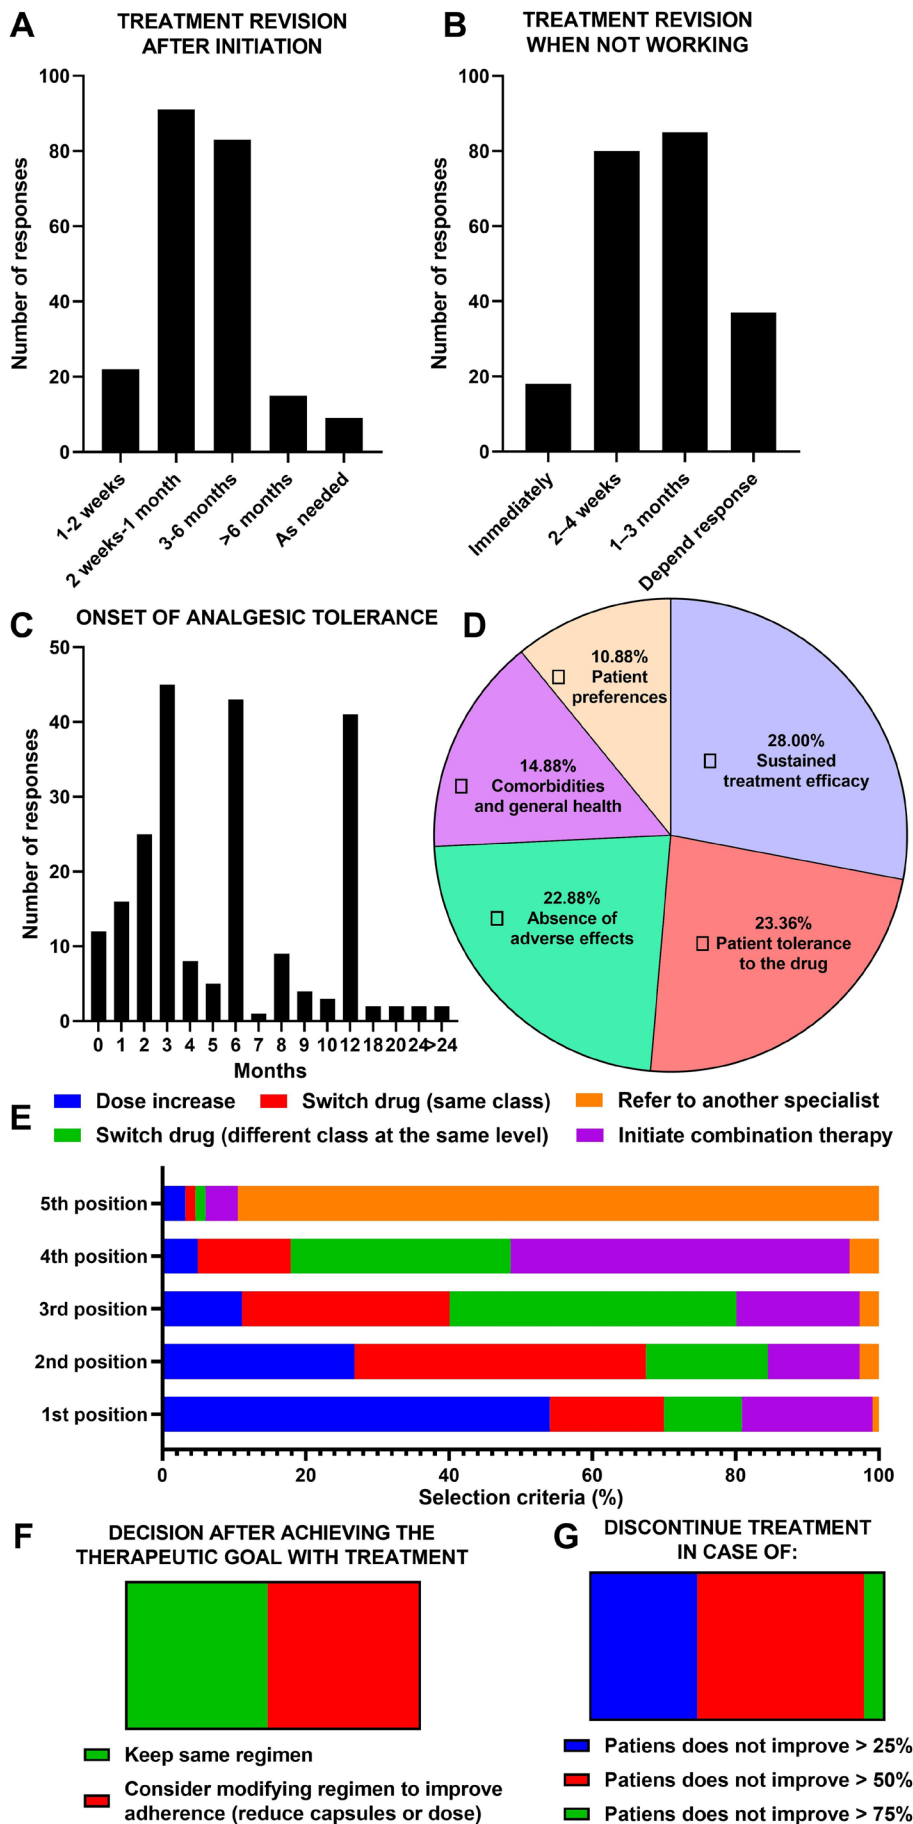 A
TREATMENT REVISION
AFTER INITIATION
Number of responses
100
80
60
40
20
0
1-2 weeks
2 weeks-1 month
3-6 months
>6 months
As needed
B
TREATMENT REVISION
WHEN NOT WORKING
Number of responses
100
80
60
40
20
0
Immediately
2–4 weeks
1–3 months
Depend response
C
ONSET OF ANALGESIC TOLERANCE
Number of responses
50
40
30
20
10
0
0 1 2 3 4 5 6 7 8 9 10 12 18 20 24 >24
Months
D
10.88%
Patient
preferences
28.00%
Sustained
treatment efficacy
14.88%
Comorbidities
and general health
22.88%
Absence of
adverse effects
23.36%
Patient tolerance
to the drug
E
Dose increase
Switch drug (same class)
Refer to another specialist
Switch drug (different class at the same level)
Initiate combination therapy
5th position
4th position
3rd position
2nd position
1st position
0 20 40 60 80 100
Selection criteria (%)
F
DECISION AFTER ACHIEVING THE
THERAPEUTIC GOAL WITH TREATMENT
Keep same regimen
Consider modifying regimen to improve
adherence (reduce capsules or dose)
G
DISCONTINUE TREATMENT
IN CASE OF:
Patiens does not improve > 25%
Patiens does not improve > 50%
Patiens does not improve > 75%